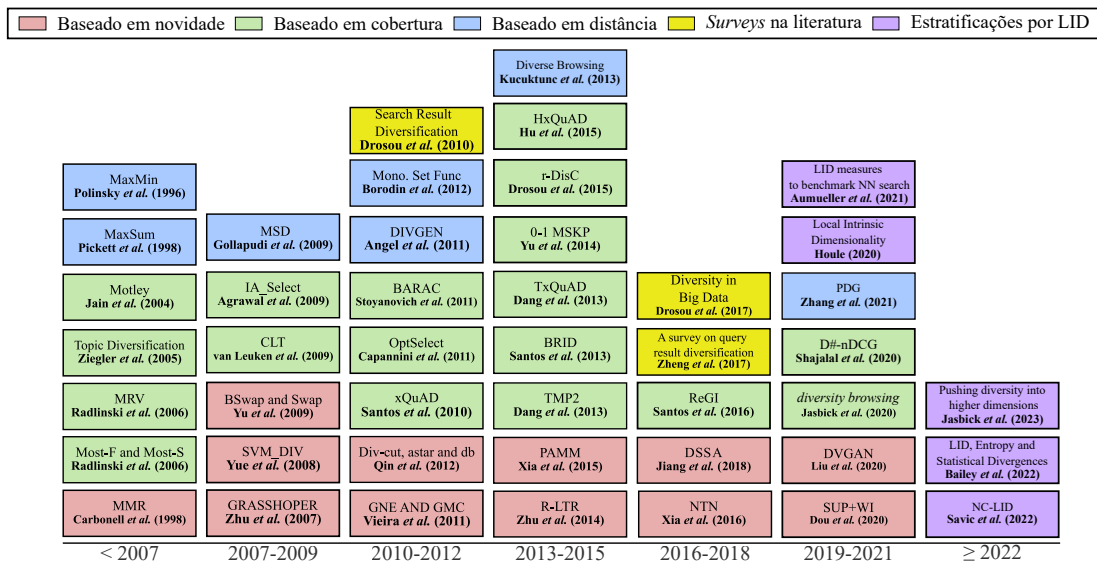 Baseado em novidade
Baseado em cobertura
Baseado em distância
Surveys na literatura
Estratificações por LID
MaxMin
Polinsky et al. (1996)
MaxSum
Pickett et al. (1998)
Motley
Jain et al. (2004)
Topic Diversification
Ziegler et al. (2005)
MRV
Radlinski et al. (2006)
Most-F and Most-S
Radlinski et al. (2006)
MMR
Carbonell et al. (1998)
< 2007
MSD
Gollapudi et al. (2009)
IA_Select
Agrawal et al. (2009)
CLT
van Leuken et al. (2009)
BSwap and Swap
Yu et al. (2009)
SVM_DIV
Yue et al. (2008)
GRASSHOPER
Zhu et al. (2007)
2007-2009
Search Result
Diversification
Drosou et al. (2010)
Mono. Set Func
Borodin et al. (2012)
DIVGEN
Angel et al. (2011)
BARAC
Stoyanovich et al. (2011)
OptSelect
Capannini et al. (2011)
xQuAD
Santos et al. (2010)
Div-cut, astar and db
Qin et al. (2012)
GNE AND GMC
Vieira et al. (2011)
2010-2012
Diverse Browsing
Kucuktunc et al. (2013)
HxQuAD
Hu et al. (2015)
r-DisC
Drosou et al. (2015)
0-1 MSKP
Yu et al. (2014)
TxQuAD
Dang et al. (2013)
BRID
Santos et al. (2013)
TMP2
Dang et al. (2013)
PAMM
Xia et al. (2015)
R-LTR
Zhu et al. (2014)
2013-2015
Diversity in
Big Data
Drosou et al. (2017)
A survey on query
result diversification
Zheng et al. (2017)
ReGI
Santos et al. (2016)
DSSA
Jiang et al. (2018)
NTN
Xia et al. (2016)
2016-2018
LID measures
to benchmark NN search
Aumueller et al. (2021)
Local Intrinsic
Dimensionality
Houle (2020)
PDG
Zhang et al. (2021)
D#-nDCG
Shajalal et al. (2020)
diversity browsing
Jasbick et al. (2020)
DVGAN
Liu et al. (2020)
SUP+WI
Dou et al. (2020)
2019-2021
Pushing diversity into
higher dimensions
Jasbick et al. (2023)
LID, Entropy and
Statistical Divergences
Bailey et al. (2022)
NC-LID
Savic et al. (2022)
≥ 2022